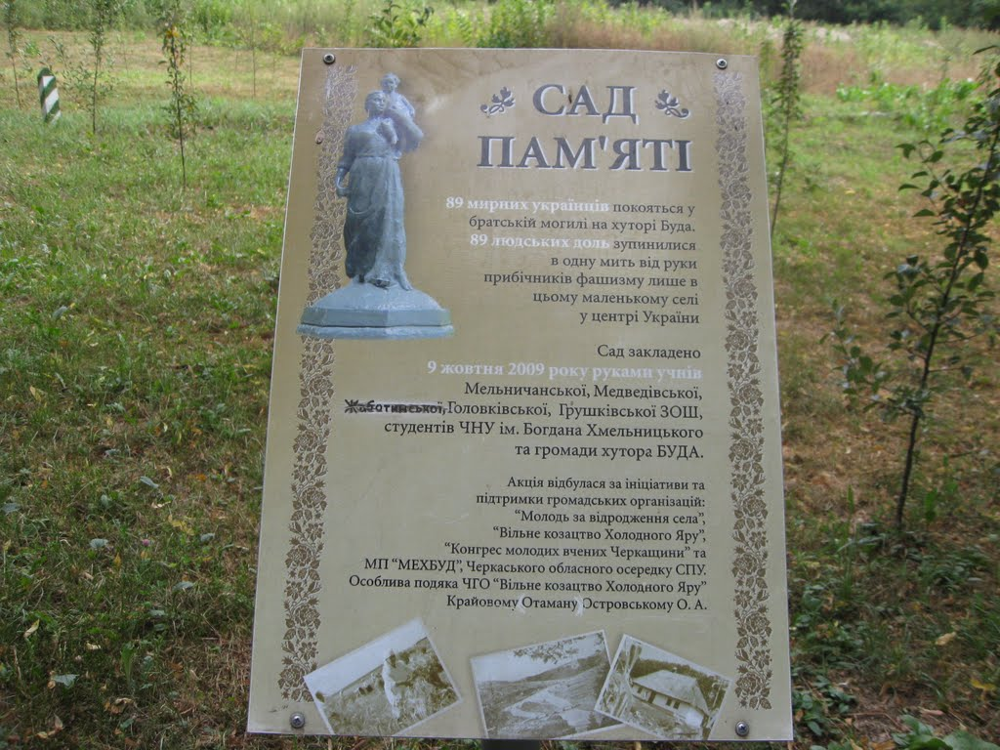 САД
ПАМ'ЯТІ
89 мирних українців покояться у
братській могилі на хуторі Буда.
89 людських доль зупинилися
в одну мить від руки
прибічників фашизму лише в
цьому маленькому селі
у центрі України
Сад закладено
9 жовтня 2009 року руками учнів
Мельничанської, Медведівської,
Жаботинської, Головківської, Грушківської ЗОШ,
студентів ЧНУ ім. Богдана Хмельницького
та громади хутора БУДА.
Акція відбулася за ініціативи та
підтримки громадських організацій:
“Молодь за відродження села”,
“Вільне козацтво Холодного Яру”,
“Конгрес молодих вчених Черкащини” та
МП “МЕХБУД”, Черкаського обласного осередку СПУ.
Особлива подяка ЧГО “Вільне козацтво Холодного Яру”
Крайовому Отаману Островському О. А.